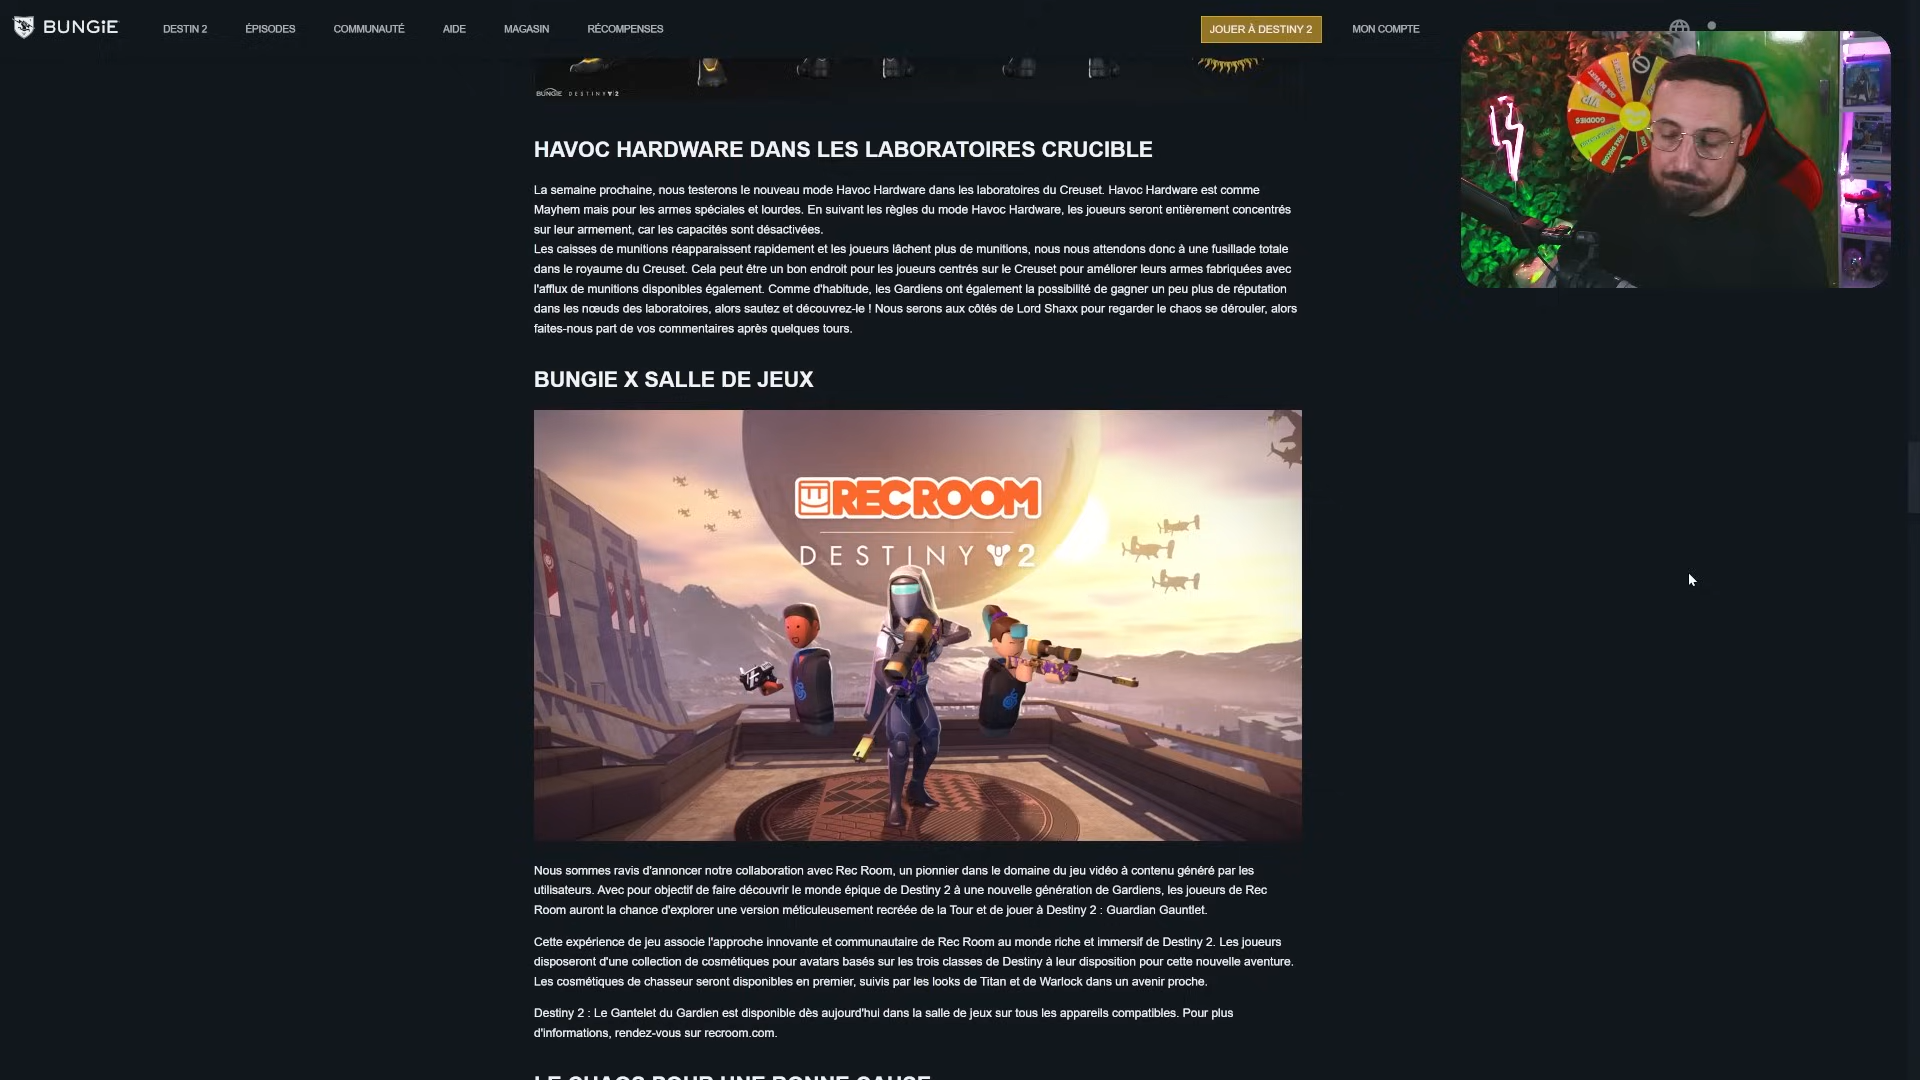 BUNGiE
DESTIN 2
ÉPISODES
COMMUNAUTÉ
AIDE
MAGASIN
RÉCOMPENSES
JOUER À DESTINY 2
MON COMPTE
VIP
GOODIES
BUNGiE DESTINY 2
HAVOC HARDWARE DANS LES LABORATOIRES CRUCIBLE
La semaine prochaine, nous testerons le nouveau mode Havoc Hardware dans les laboratoires du Creuset. Havoc Hardware est comme
Mayhem mais pour les armes spéciales et lourdes. En suivant les règles du mode Havoc Hardware, les joueurs seront entièrement concentrés
sur leur armement, car les capacités sont désactivées.
Les caisses de munitions réapparaissent rapidement et les joueurs lâchent plus de munitions, nous nous attendons donc à une fusillade totale
dans le royaume du Creuset. Cela peut être un bon endroit pour les joueurs centrés sur le Creuset pour améliorer leurs armes fabriquées avec
l'afflux de munitions disponibles également. Comme d'habitude, les Gardiens ont également la possibilité de gagner un peu plus de réputation
dans les nœuds des laboratoires, alors sautez et découvrez-le ! Nous serons aux côtés de Lord Shaxx pour regarder le chaos se dérouler, alors
faites-nous part de vos commentaires après quelques tours.
BUNGIE X SALLE DE JEUX
RECROOM
DESTINY 2
Nous sommes ravis d'annoncer notre collaboration avec Rec Room, un pionnier dans le domaine du jeu vidéo à contenu généré par les
utilisateurs. Avec pour objectif de faire découvrir le monde épique de Destiny 2 à une nouvelle génération de Gardiens, les joueurs de Rec
Room auront la chance d'explorer une version méticuleusement recréée de la Tour et de jouer à Destiny 2 : Guardian Gauntlet.
Cette expérience de jeu associe l'approche innovante et communautaire de Rec Room au monde riche et immersif de Destiny 2. Les joueurs
disposeront d'une collection de cosmétiques pour avatars basés sur les trois classes de Destiny à leur disposition pour cette nouvelle aventure.
Les cosmétiques de chasseur seront disponibles en premier, suivis par les looks de Titan et de Warlock dans un avenir proche.
Destiny 2 : Le Gantelet du Gardien est disponible dès aujourd'hui dans la salle de jeux sur tous les appareils compatibles. Pour plus
d'informations, rendez-vous sur recroom.com.
LE CHAOS POUR UNE BONNE CAUSE